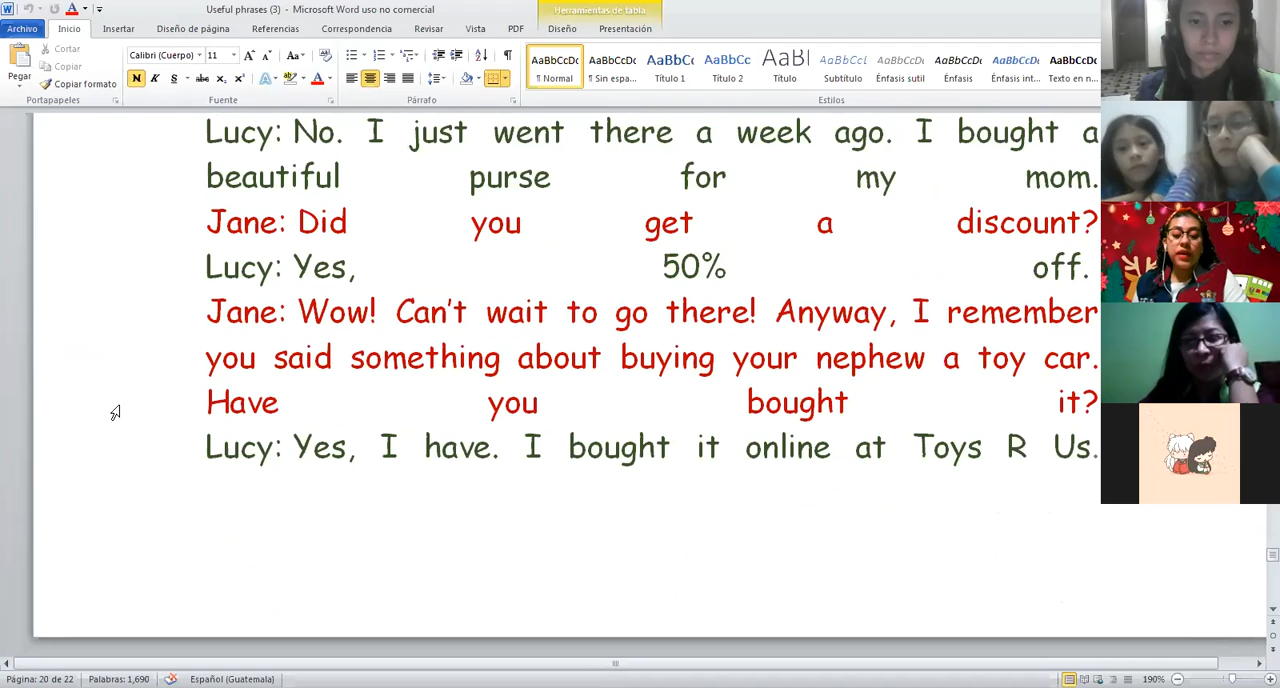 Useful phrases (3) - Microsoft Word uso no comercial
Herramientas de tabla
Archivo Inicio Insertar Diseño de página Referencias Correspondencia Revisar Vista PDF Diseño Presentación
Pegar
Cortar
Copiar
Copiar formato
Portapapeles
Calibri (Cuerpo) 11
N K S abc x₂ x²
Fuente
Párrafo
AaBbCcDc AaBbCcDc AaBbCc AaBbCc AaBl AaBbCcL AaBbCcDc AaBbCcDc AaBbCcDc AaBbCcDc
¶ Normal ¶ Sin espa... Título 1 Título 2 Título Subtítulo Énfasis sutil Énfasis Énfasis int... Texto en n...
Estilos
Lucy: No. I just went there a week ago. I bought a
beautiful purse for my mom.
Jane: Did you get a discount?
Lucy: Yes, 50% off.
Jane: Wow! Can't wait to go there! Anyway, I remember
you said something about buying your nephew a toy car.
Have you bought it?
Lucy: Yes, I have. I bought it online at Toys R Us.
Página: 20 de 22 Palabras: 1,690 Español (Guatemala) 190%